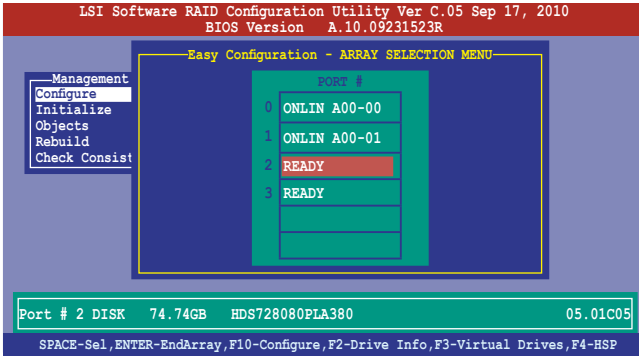 LSI Software RAID Configuration Utility Ver C.05 Sep 17, 2010
BIOS Version A.10.09231523R
Easy Configuration - ARRAY SELECTION MENU
Management
Configure
Initialize
Objects
Rebuild
Check Consist
PORT #
0 ONLIN A00-00
1 ONLIN A00-01
2 READY
3 READY
Port # 2 DISK 74.74GB HDS728080PLA380 05.01C05
SPACE-Sel,ENTER-EndArray,F10-Configure,F2-Drive Info,F3-Virtual Drives,F4-HSP